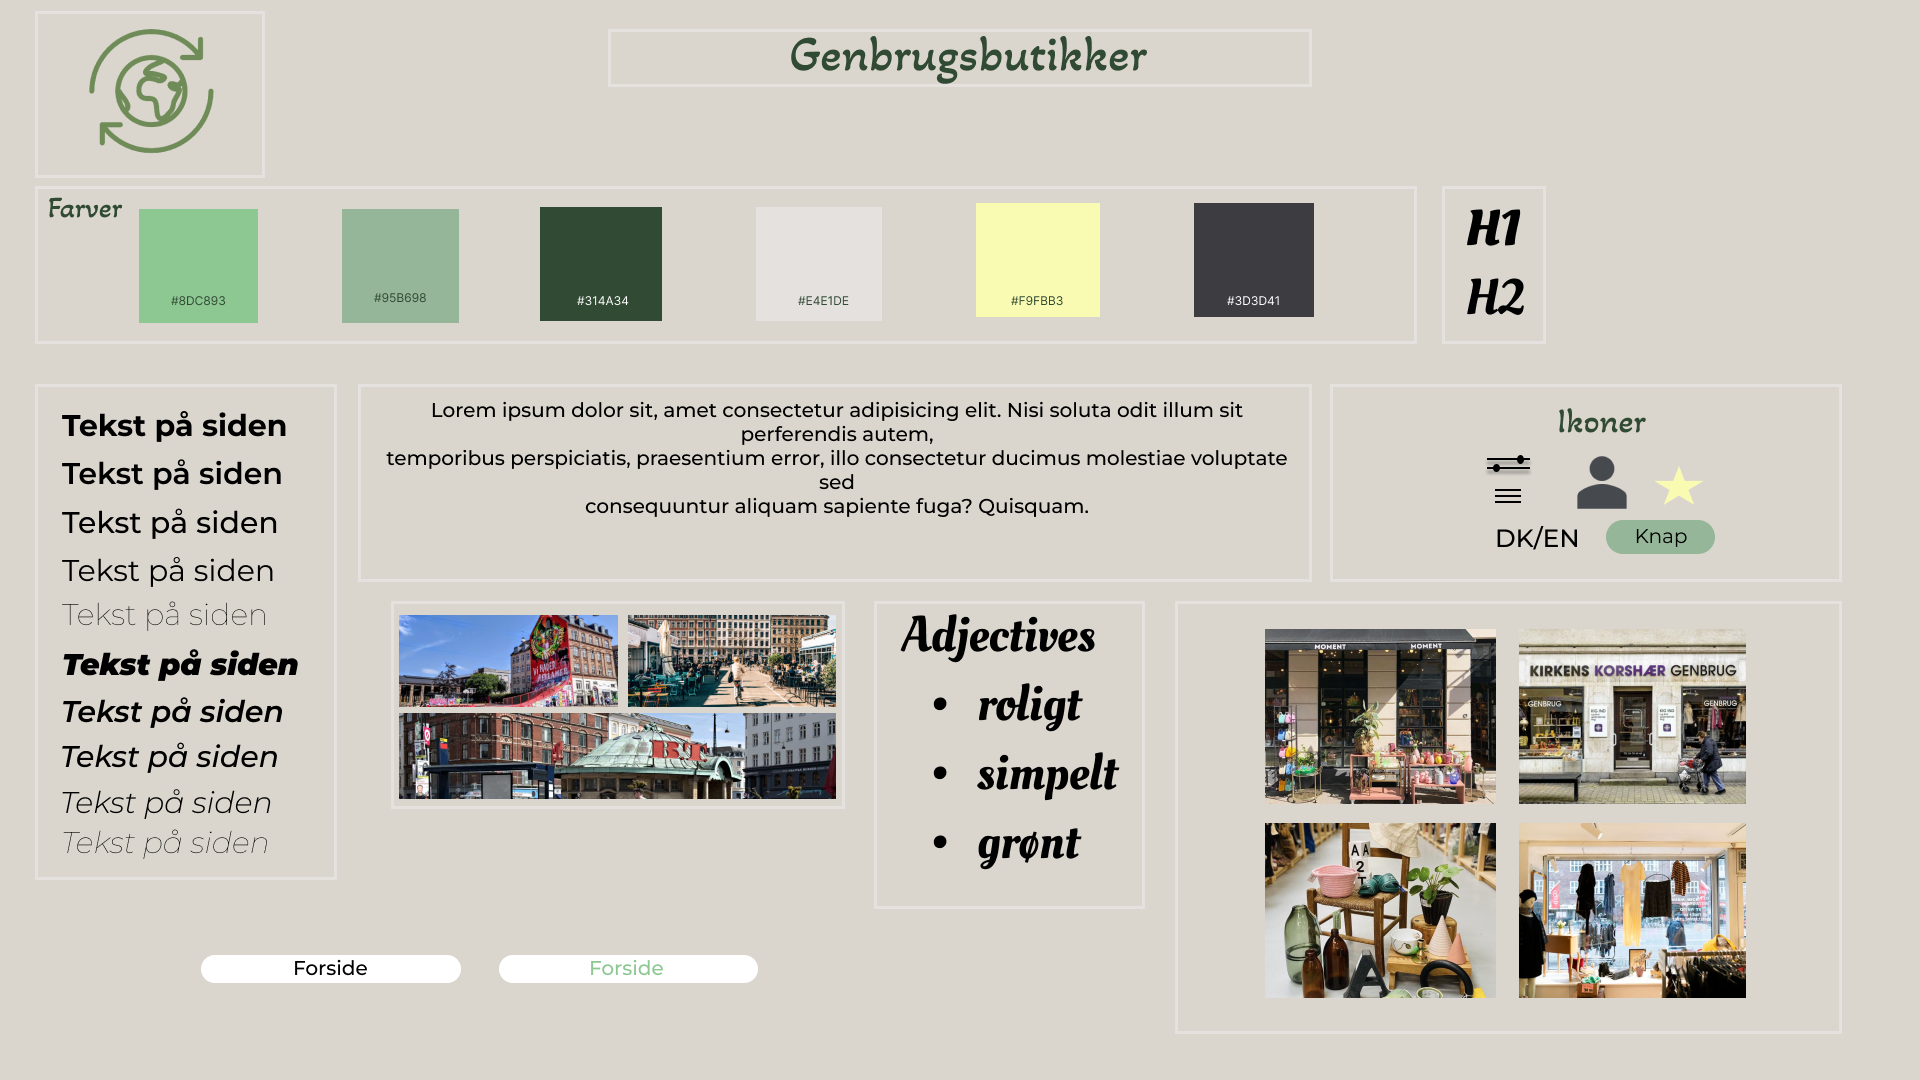 Genbrugsbutikker
Farver
#8DC893
#95B698
#314A34
#E4E1DE
#F9FBB3
#3D3D41
H1
H2
Tekst på siden
Tekst på siden
Tekst på siden
Tekst på siden
Tekst på siden
Tekst på siden
Tekst på siden
Tekst på siden
Tekst på siden
Tekst på siden
Lorem ipsum dolor sit, amet consectetur adipisicing elit. Nisi soluta odit illum sit
perferendis autem,
temporibus perspiciatis, praesentium error, illo consectetur ducimus molestiae voluptate
sed
consequuntur aliquam sapiente fuga? Quisquam.
Ikoner
DK/EN
Knap
Adjectives
• roligt
• simpelt
• grønt
MOMENT
MOMENT
KIRKENS KORSHÆR GENBRUG
GENBRUG
GENBRUG
A A
2
A
Forside
Forside